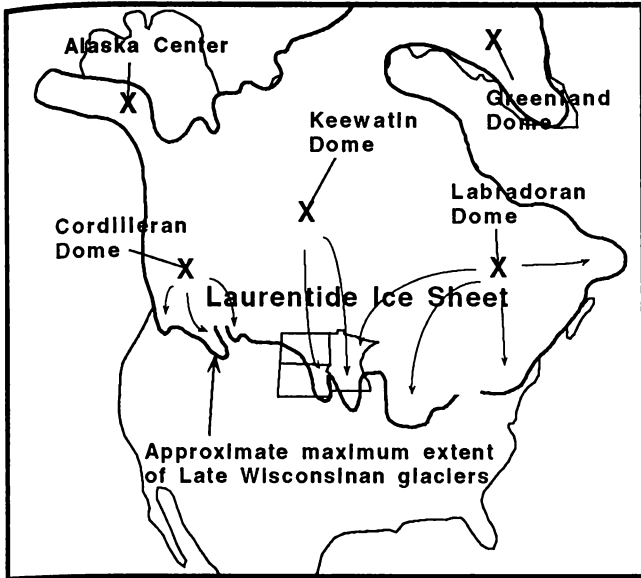 Alaska Center
X
X
Greenland
Dome
Keewatin
Dome
X
Labradoran
Dome
X
Cordilleran
Dome
X
Laurentide Ice Sheet
Approximate maximum extent
of Late Wisconsinan glaciers